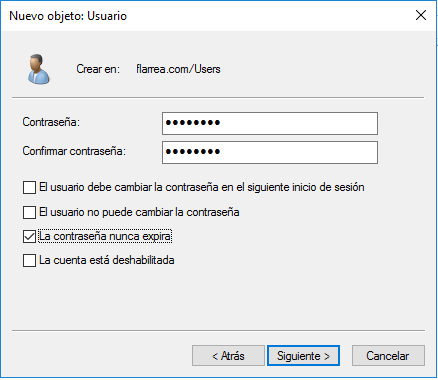 Nuevo objeto: Usuario
Crear en: flarrea.com/Users
Contraseña: ••••••••
Confirmar contraseña: ••••••••
El usuario debe cambiar la contraseña en el siguiente inicio de sesión
El usuario no puede cambiar la contraseña
La contraseña nunca expira
La cuenta está deshabilitada
< Atrás Siguiente > Cancelar